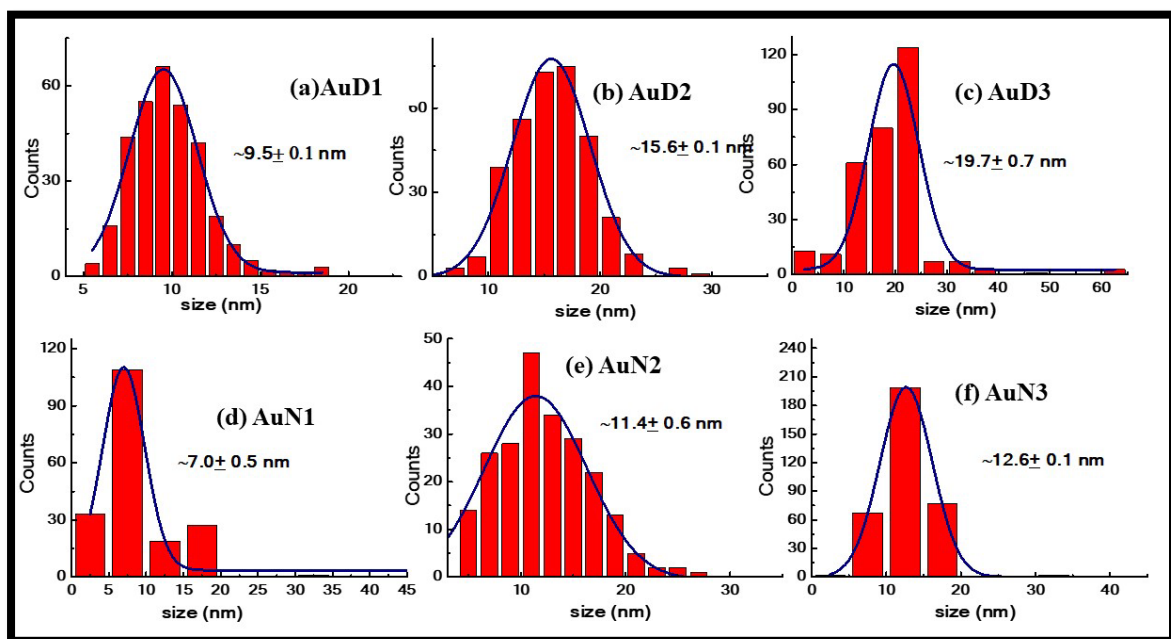 (a)AuD1
~9.5± 0.1 nm
Counts
60
30
0
5 10 15 20
size (nm)
(b) AuD2
~15.6± 0.1 nm
60
30
0
10 20 30
size (nm)
(c) AuD3
~19.7± 0.7 nm
Counts
120
90
60
30
0
0 10 20 30 40 50 60
size (nm)
(d) AuN1
~7.0± 0.5 nm
Counts
120
90
60
30
0
0 5 10 15 20 25 30 35 40 45
size (nm)
(e) AuN2
~11.4± 0.6 nm
Counts
50
40
30
20
10
0
10 20 30
size (nm)
(f) AuN3
~12.6± 0.1 nm
Counts
240
210
180
150
120
90
60
30
0
0 10 20 30 40
size (nm)